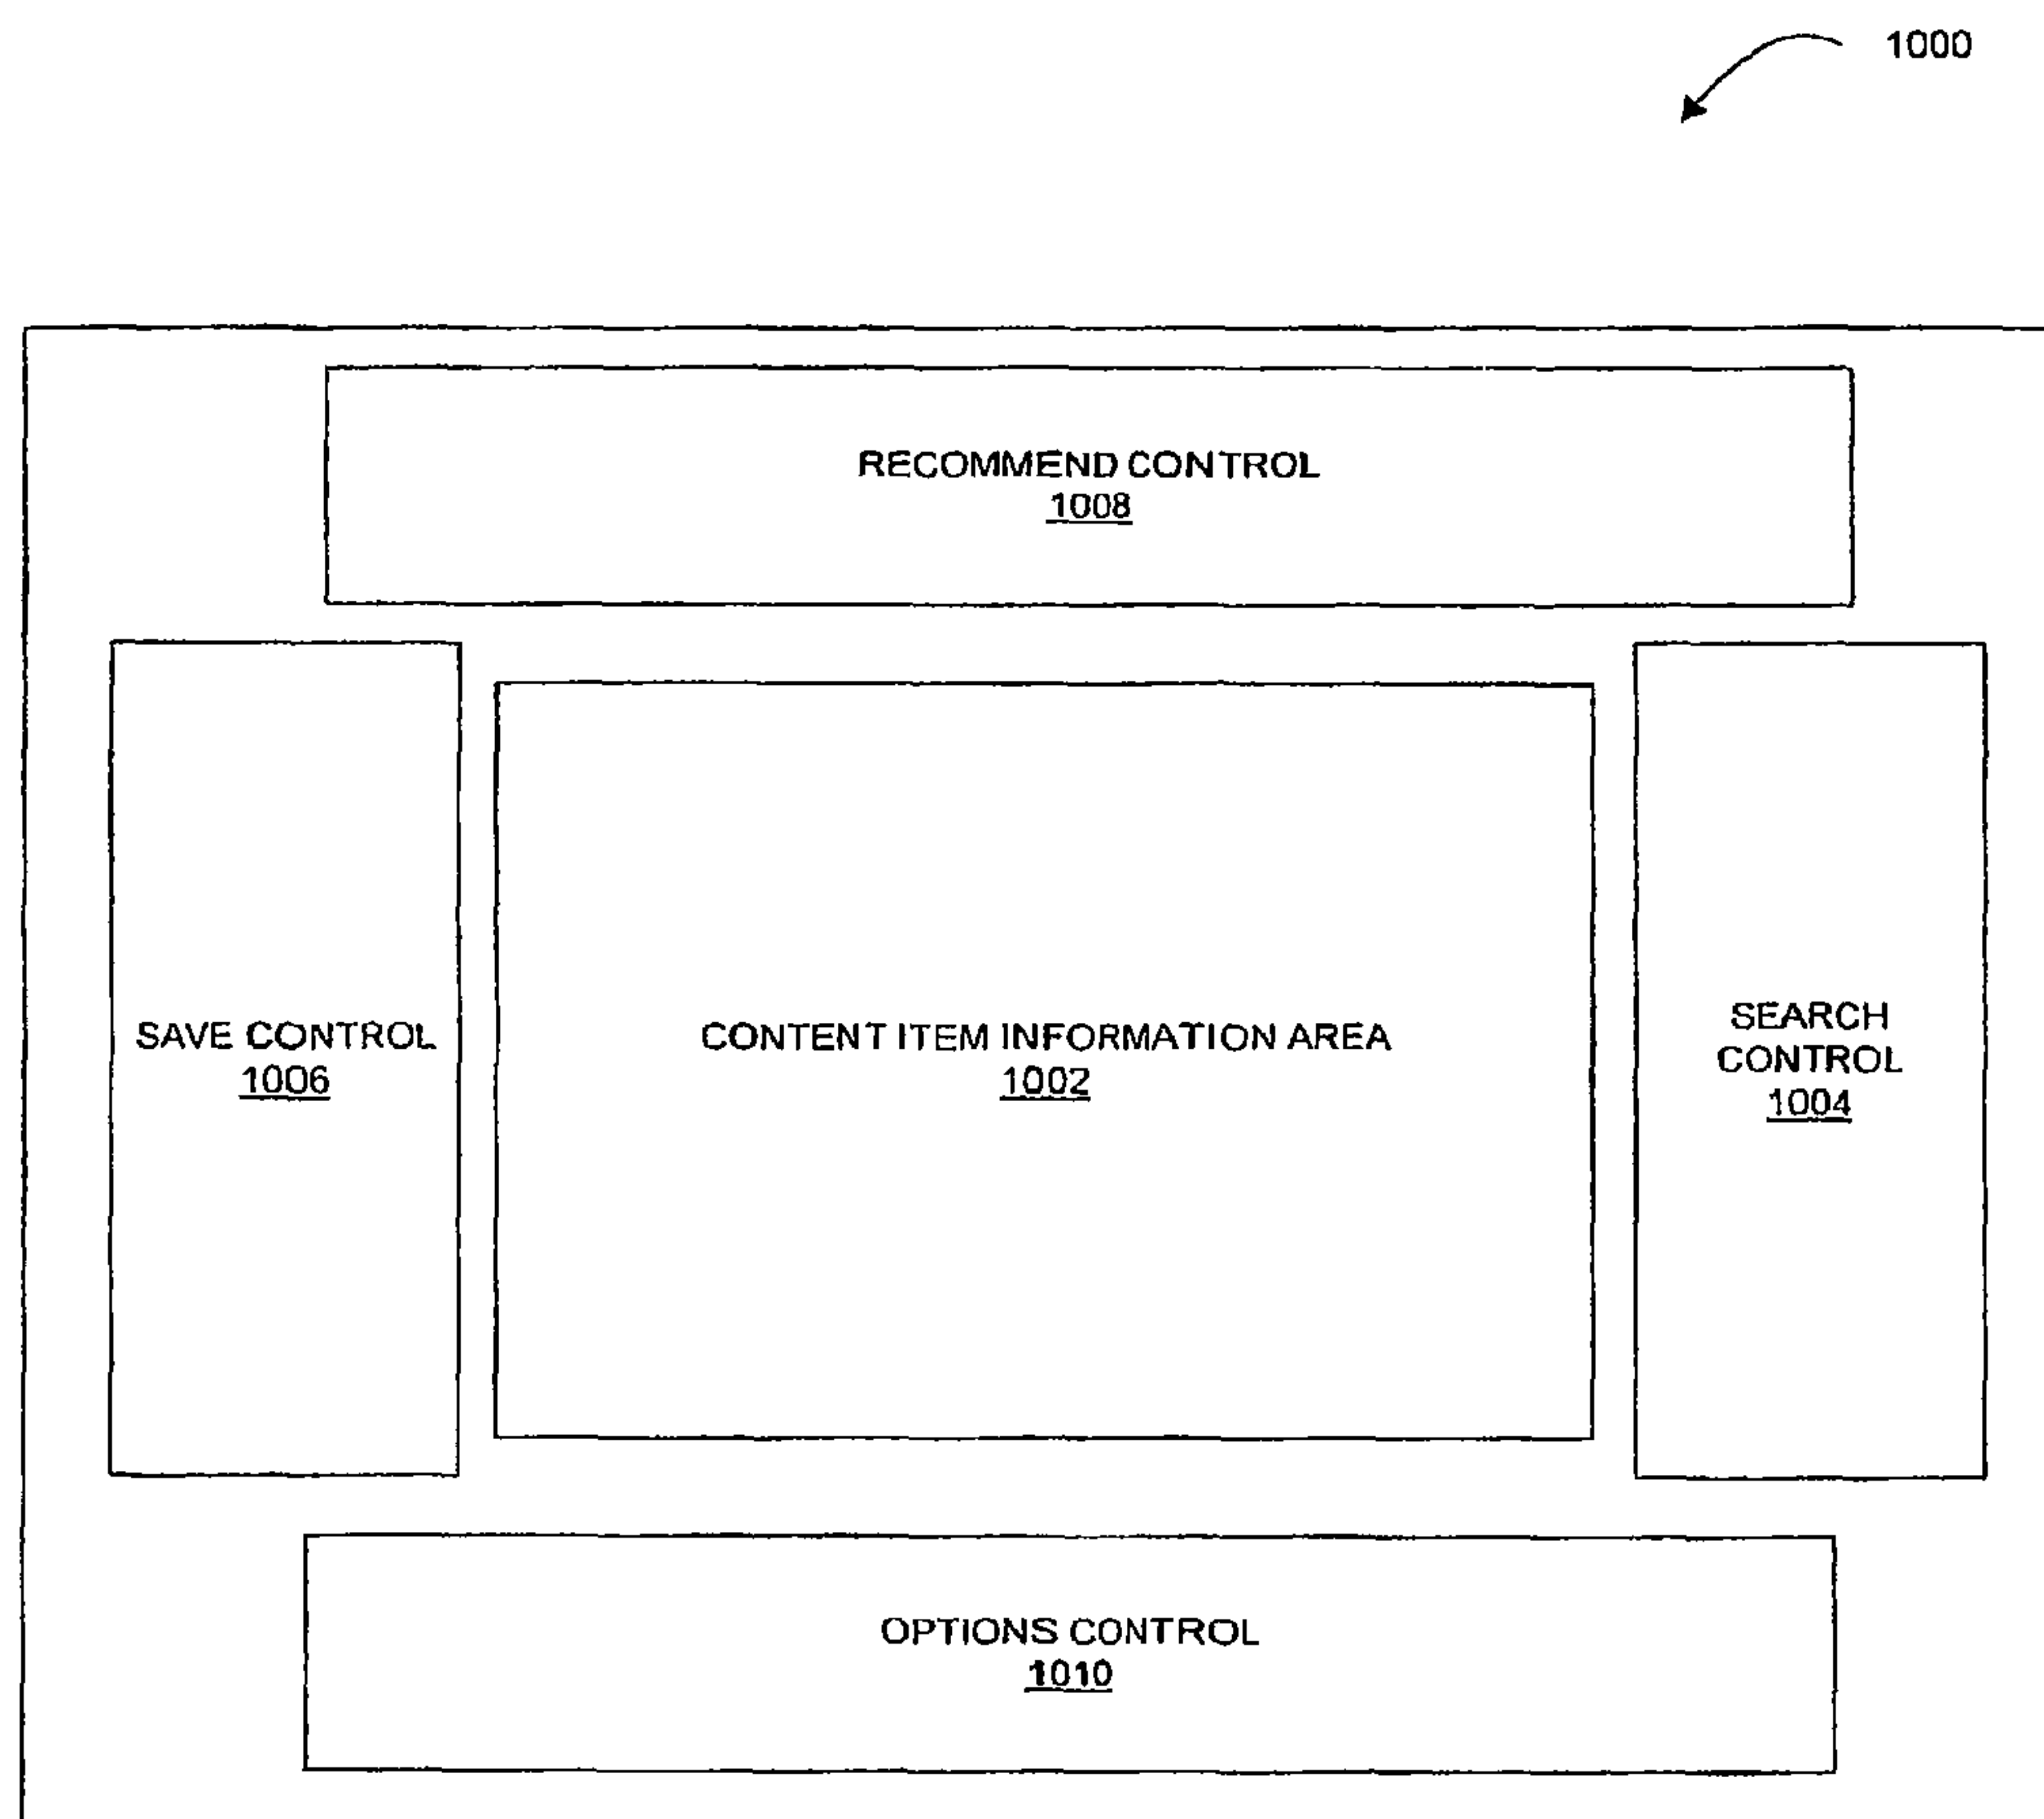 1000
RECOMMEND CONTROL
1008
SAVE CONTROL
1006
CONTENT ITEM INFORMATION AREA
1002
SEARCH
CONTROL
1004
OPTIONS CONTROL
1010